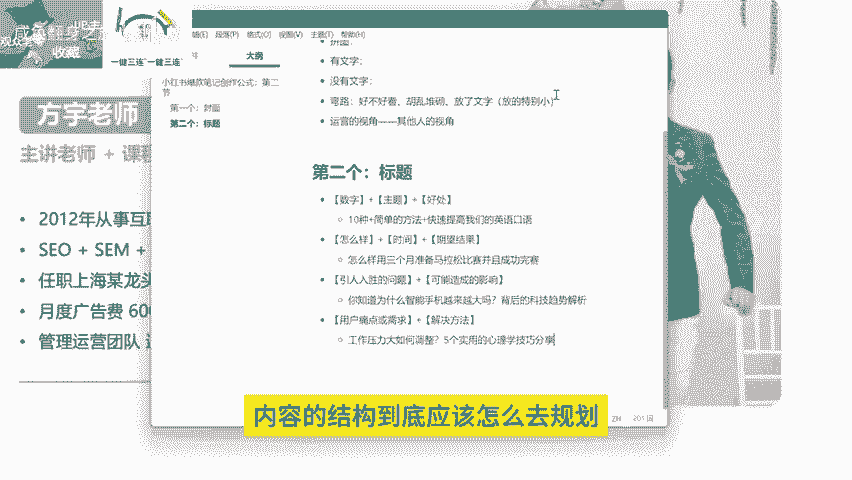 收藏
一键三连 一键三连
段落(P) 格式(O) 视图(V) 主题(T) 帮助(H)
大纲
小红书爆款笔记创作公式：第二
节
第一个：封面
第二个：标题
方宇老师
主讲老师 + 课程
2012年从事互联
SEO + SEM +
任职上海某龙头
月度广告费 600
管理运营团队
拼题；
有文字；
没有文字；
弯路：好不好看、胡乱堆砌、放了文字（放的特别小）
运营的视角——其他人的视角
第二个：标题
【数字】+【主题】+【好处】
10种+简单的方法+快速提高我们的英语口语
【怎么样】+【时间】+【期望结果】
怎么样用三个月准备马拉松比赛并且成功完赛
【引人入胜的问题】+【可能造成的影响】
你知道为什么智能手机越来越大吗？背后的科技趋势解析
【用户痛点或需求】+【解决方法】
工作压力大如何调整？5个实用的心理学技巧分享
201 词
内容的结构到底应该怎么去规划